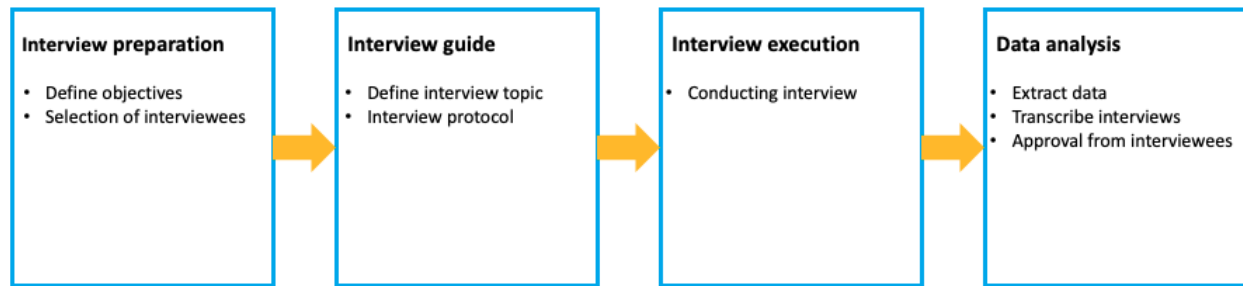 Interview preparation
• Define objectives
• Selection of interviewees
Interview guide
• Define interview topic
• Interview protocol
Interview execution
• Conducting interview
Data analysis
• Extract data
• Transcribe interviews
• Approval from interviewees